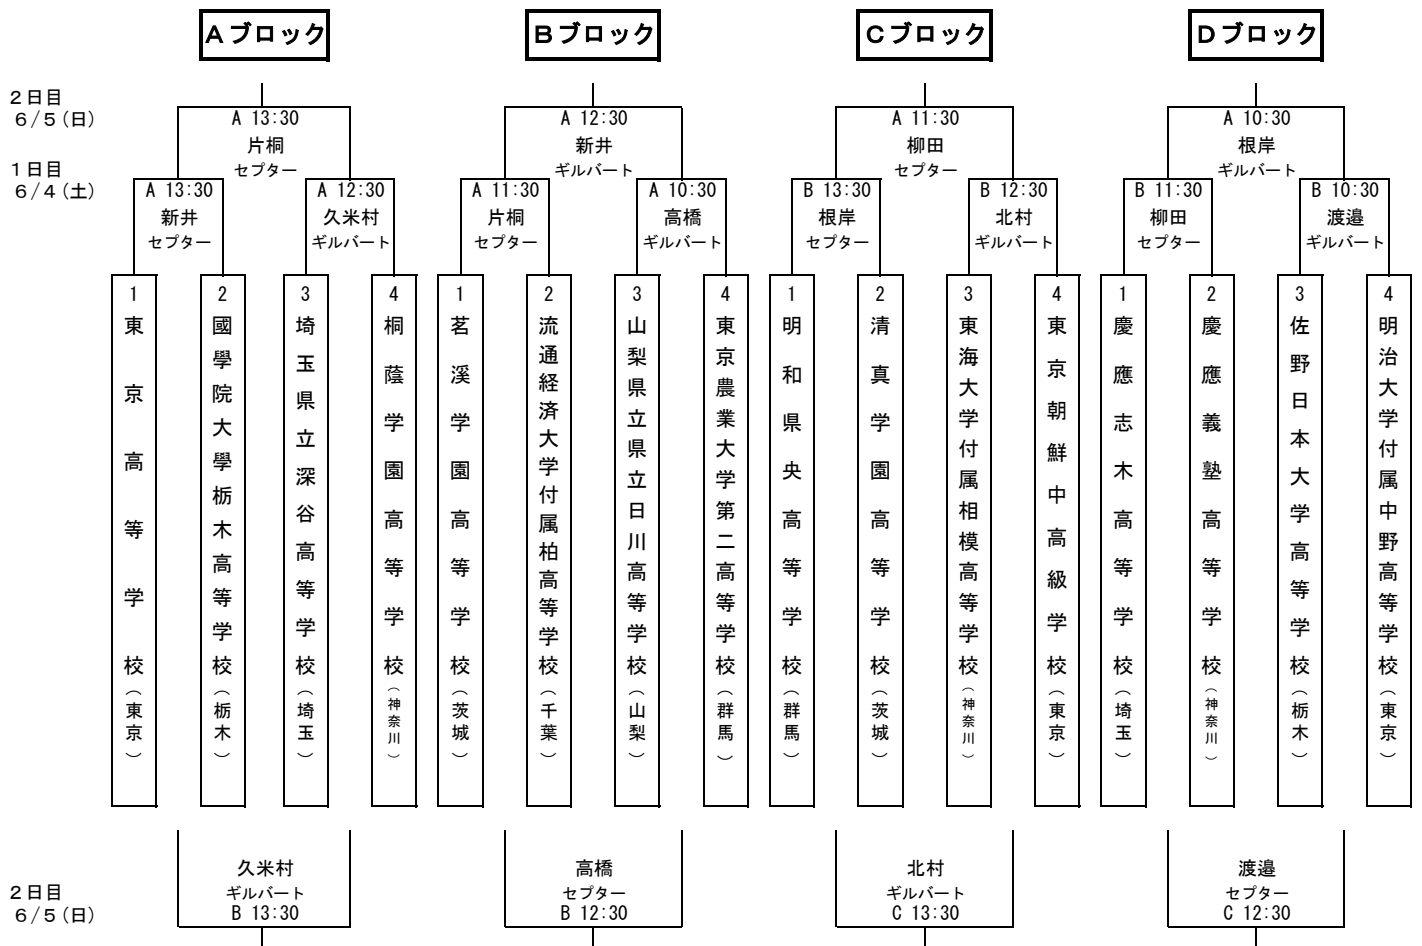 Aブロック
Bブロック
Cブロック
Dブロック
2日目
6/5(日)
A 13:30
片桐
セプター
A 12:30
新井
ギルバート
A 11:30
柳田
セプター
A 10:30
根岸
ギルバート
1日目
6/4(土)
A 13:30
新井
セプター
A 12:30
久米村
ギルバート
A 11:30
片桐
セプター
A 10:30
高橋
ギルバート
B 13:30
根岸
セプター
B 12:30
北村
ギルバート
B 11:30
柳田
セプター
B 10:30
渡邉
ギルバート
1
東京高等学校(東京)
2
國學院大學栃木高等学校(栃木)
3
埼玉県立深谷高等学校(埼玉)
4
桐蔭学園高等学校(神奈川)
1
茗溪学園高等学校(茨城)
2
流通経済大学付属柏高等学校(千葉)
3
山梨県立県立日川高等学校(山梨)
4
東京農業大学第二高等学校(群馬)
1
明和県央高等学校(群馬)
2
清真学園高等学校(茨城)
3
東海大学付属相模高等学校(神奈川)
4
東京朝鮮中高級学校(東京)
1
慶應志木高等学校(埼玉)
2
慶應義塾高等学校(神奈川)
3
佐野日本大学高等学校(栃木)
4
明治大学付属中野高等学校(東京)
2日目
6/5(日)
久米村
ギルバート
B 13:30
高橋
セプター
B 12:30
北村
ギルバート
C 13:30
渡邉
セプター
C 12:30